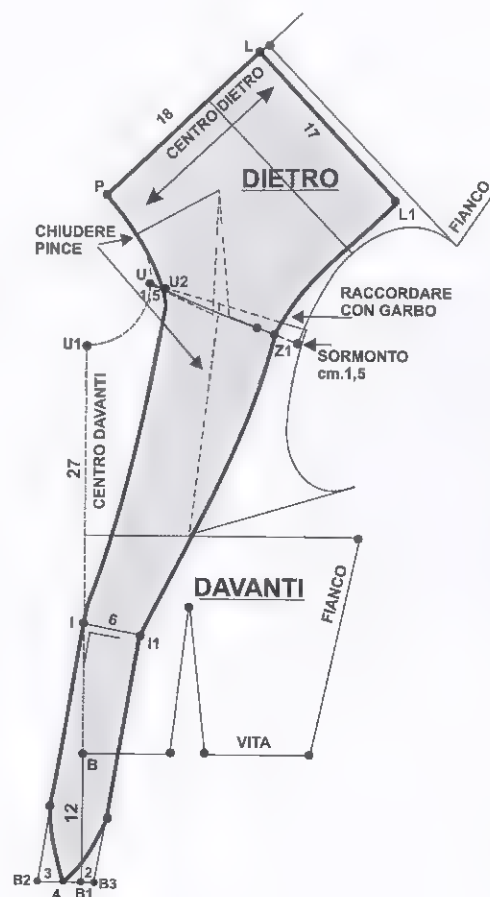 L
18
CENTRO DIETRO
17
P
DIETRO
L1
FIANCO
CHIUDERE
PINCE
U
1,5
U2
RACCORDARE
CON GARBO
U1
Z1
SORMONTO
cm.1,5
CENTRO DAVANTI
27
DAVANTI
FIANCO
I
6
I1
B
VITA
12
B2
3
4
B1
2
B3